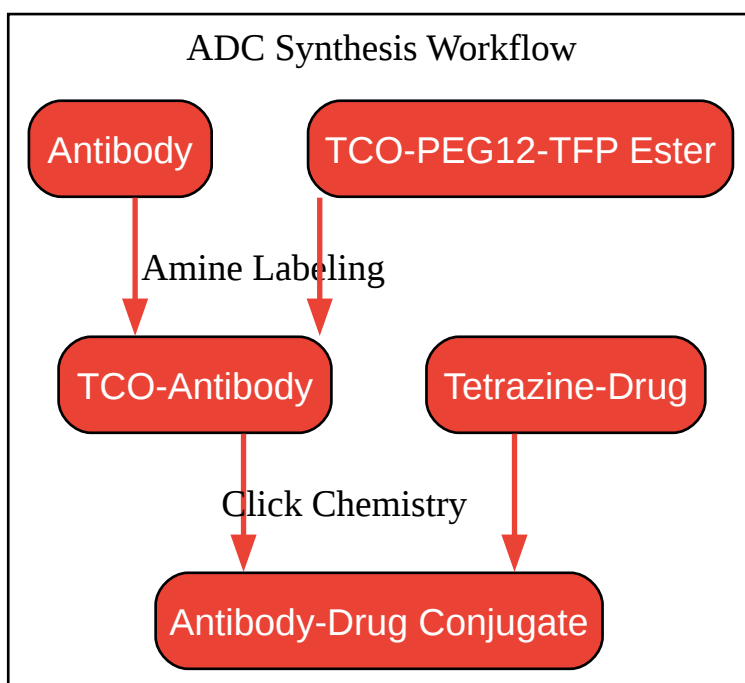 ADC Synthesis Workflow
Antibody
TCO-PEG12-TFP Ester
Amine Labeling
TCO-Antibody
Tetrazine-Drug
Click Chemistry
Antibody-Drug Conjugate